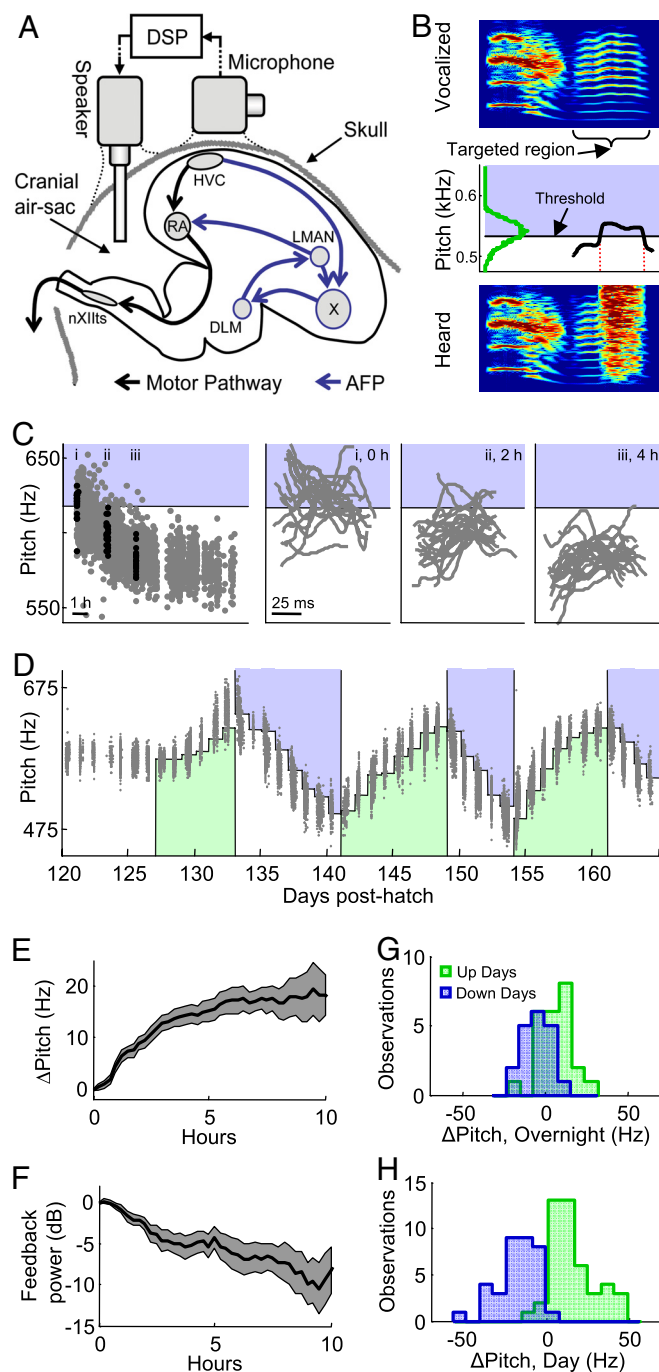 A
DSP
Microphone
Speaker
Skull
Cranial
air-sac
HVC
RA
LMAN
nXIIts
DLM
X
Motor Pathway
AFP
B
Vocalized
Targeted
region
Pitch (kHz)
0.6
0.5
Threshold
Heard
C
Pitch (Hz)
650
550
i
ii
iii
1 h
i, 0 h
25 ms
ii, 2 h
iii, 4 h
D
Pitch (Hz)
675
475
120
125
130
135
140
145
150
155
160
Days post-hatch
E
ΔPitch (Hz)
20
10
0
0
5
10
Hours
F
Feedback
power (dB)
0
-5
-10
-15
0
5
10
Hours
G
Observations
10
5
0
Up Days
Down Days
-50
0
50
ΔPitch, Overnight (Hz)
H
Observations
15
10
5
0
-50
0
50
ΔPitch, Day (Hz)